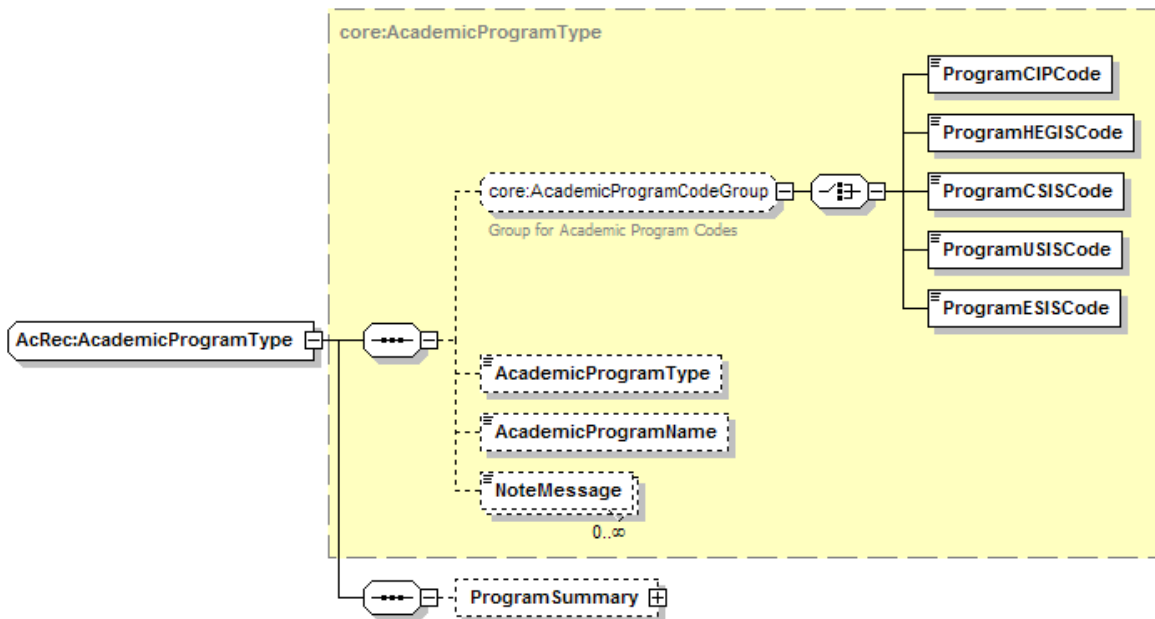 core:AcademicProgramType
ProgramCIPCode
ProgramHEGISCode
core:AcademicProgramCodeGroup
ProgramCSISCode
Group for Academic Program Codes
ProgramUSISCode
ProgramESISCode
AcRec:AcademicProgramType
AcademicProgramType
AcademicProgramName
NoteMessage
0..∞
ProgramSummary